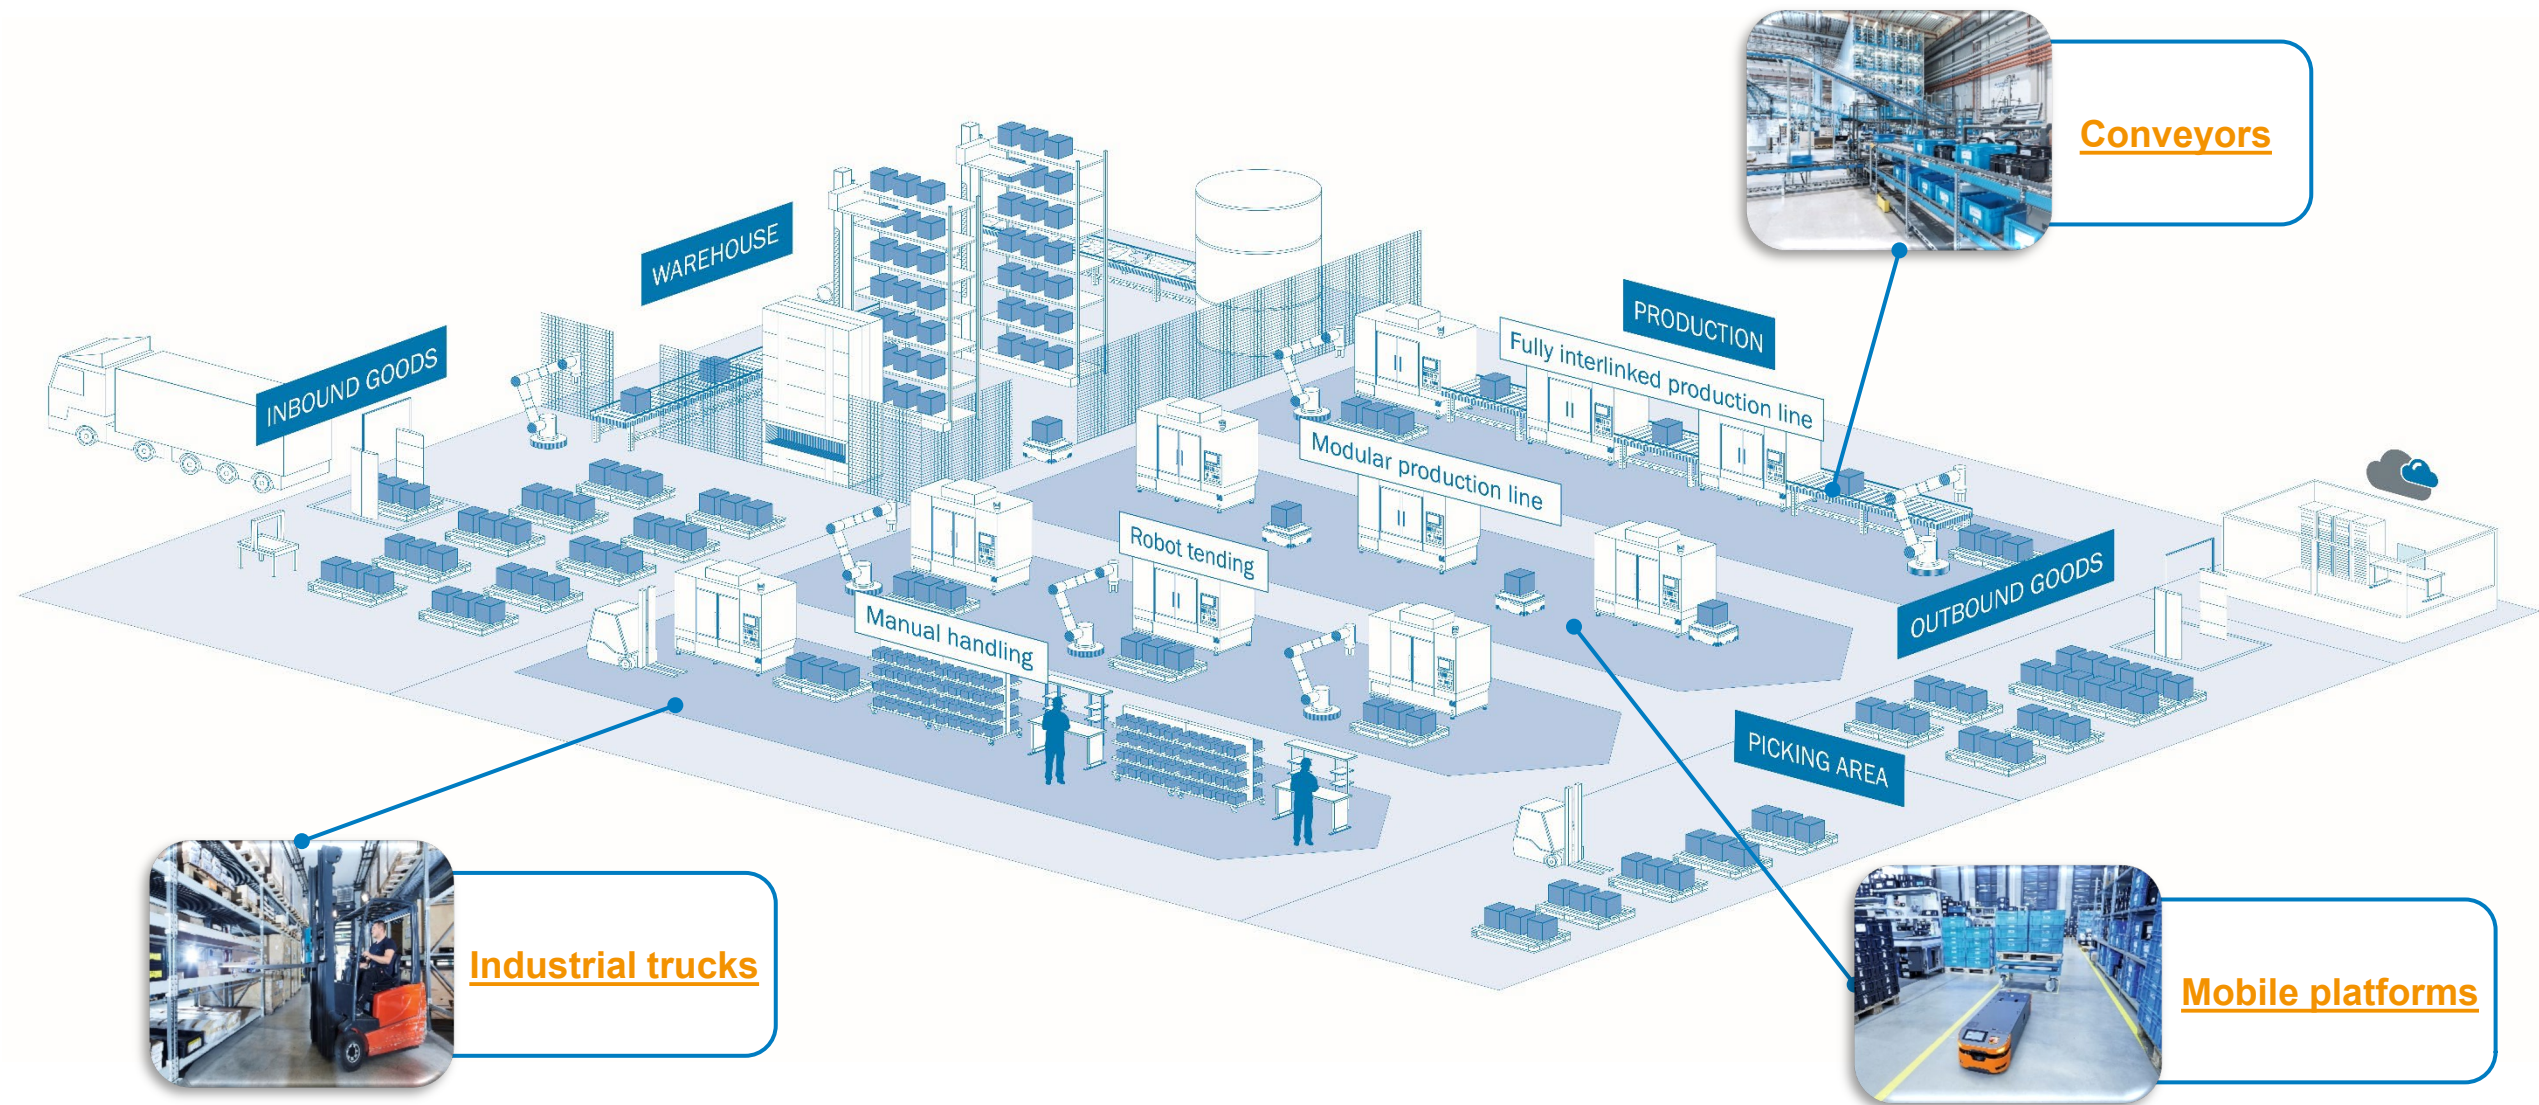 Conveyors
WAREHOUSE
PRODUCTION
INBOUND GOODS
Fully interlinked production line
Modular production line
Robot tending
OUTBOUND GOODS
Manual handling
PICKING AREA
Industrial trucks
Mobile platforms